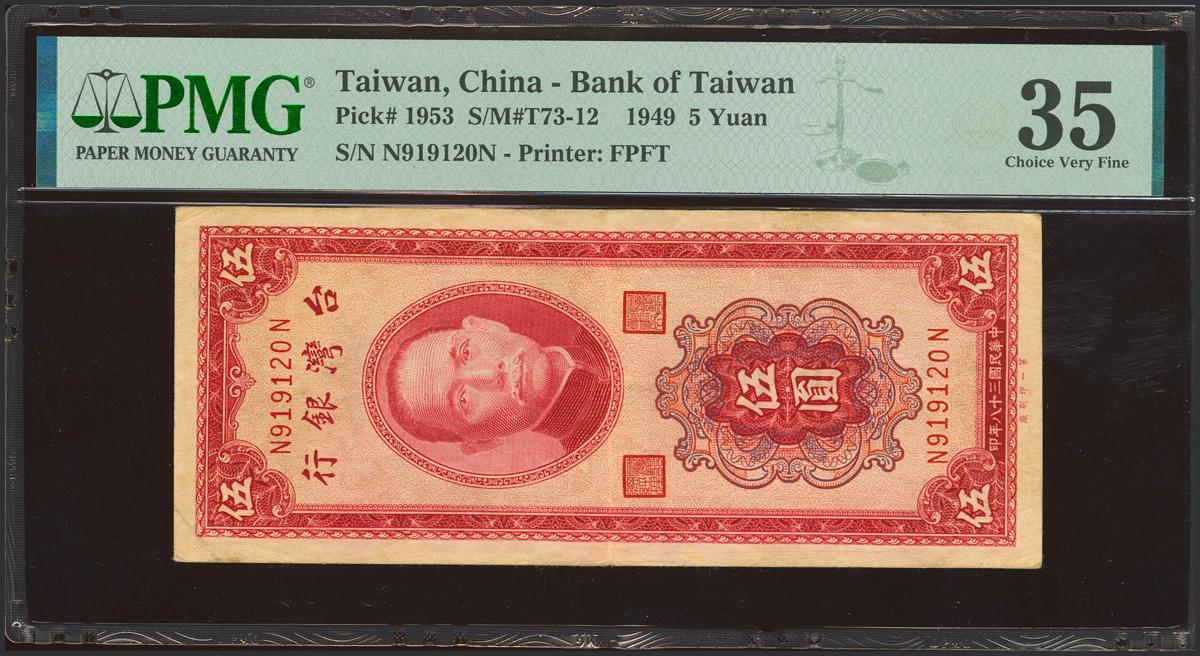 PMG®
PAPER MONEY GUARANTY
Taiwan, China - Bank of Taiwan
Pick# 1953 S/M#T73-12 1949 5 Yuan
S/N N919120N - Printer: FPFT
35
Choice Very Fine
伍
伍
台灣銀行
N919120N
伍圓
N919120N
中華民國三十八年印
伍
伍